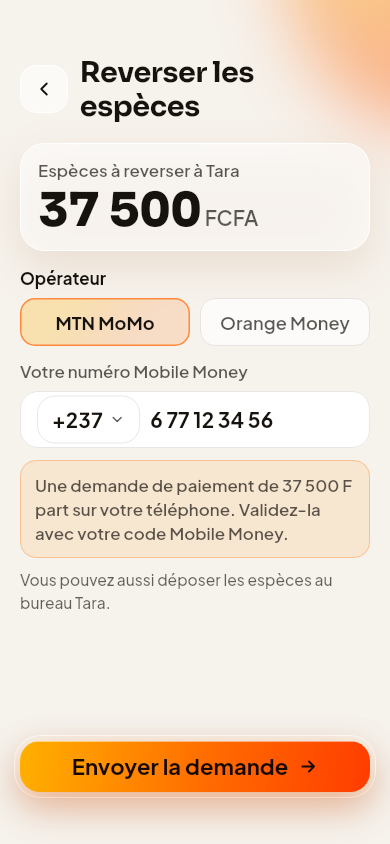 Reverser les
espèces
Espèces à reverser à Tara
37 500 FCFA
Opérateur
MTN MoMo
Orange Money
Votre numéro Mobile Money
+237
6 77 12 34 56
Une demande de paiement de 37 500 F
part sur votre téléphone. Validez-la
avec votre code Mobile Money.
Vous pouvez aussi déposer les espèces au
bureau Tara.
Envoyer la demande →